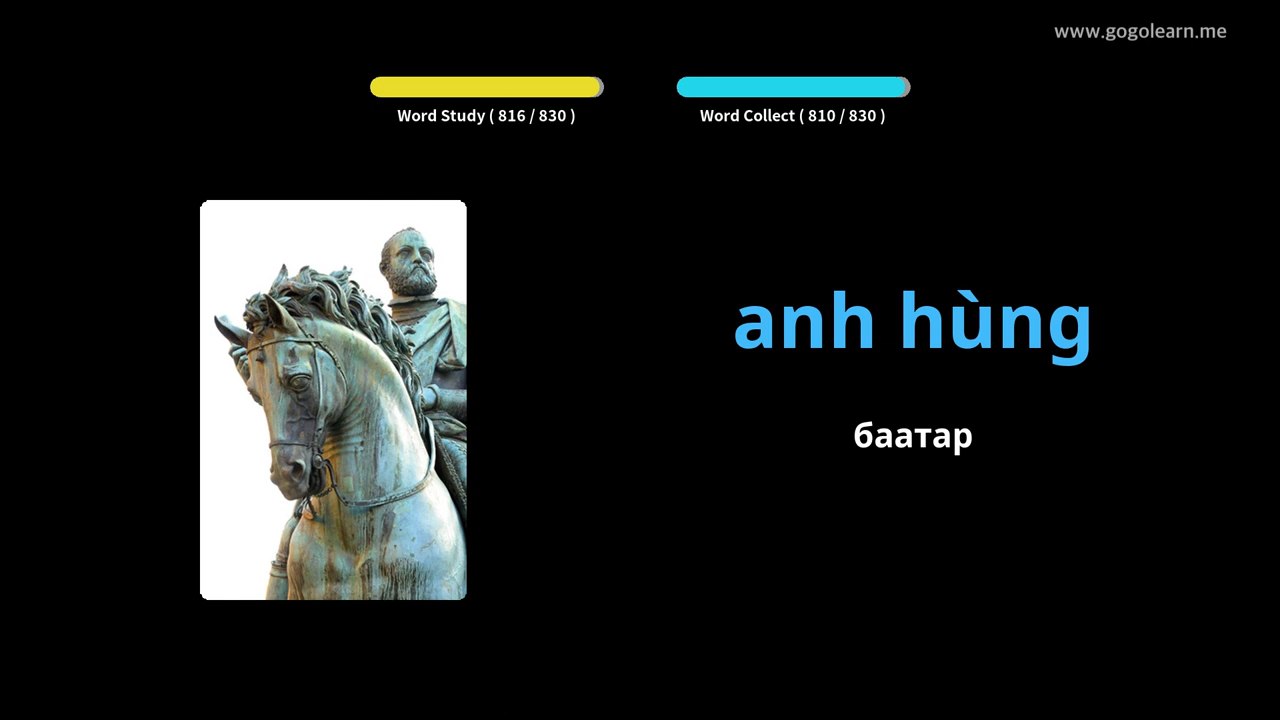 www.gogolearn.me
Word Study ( 816 / 830 )
Word Collect ( 810 / 830 )
anh hùng
баатар